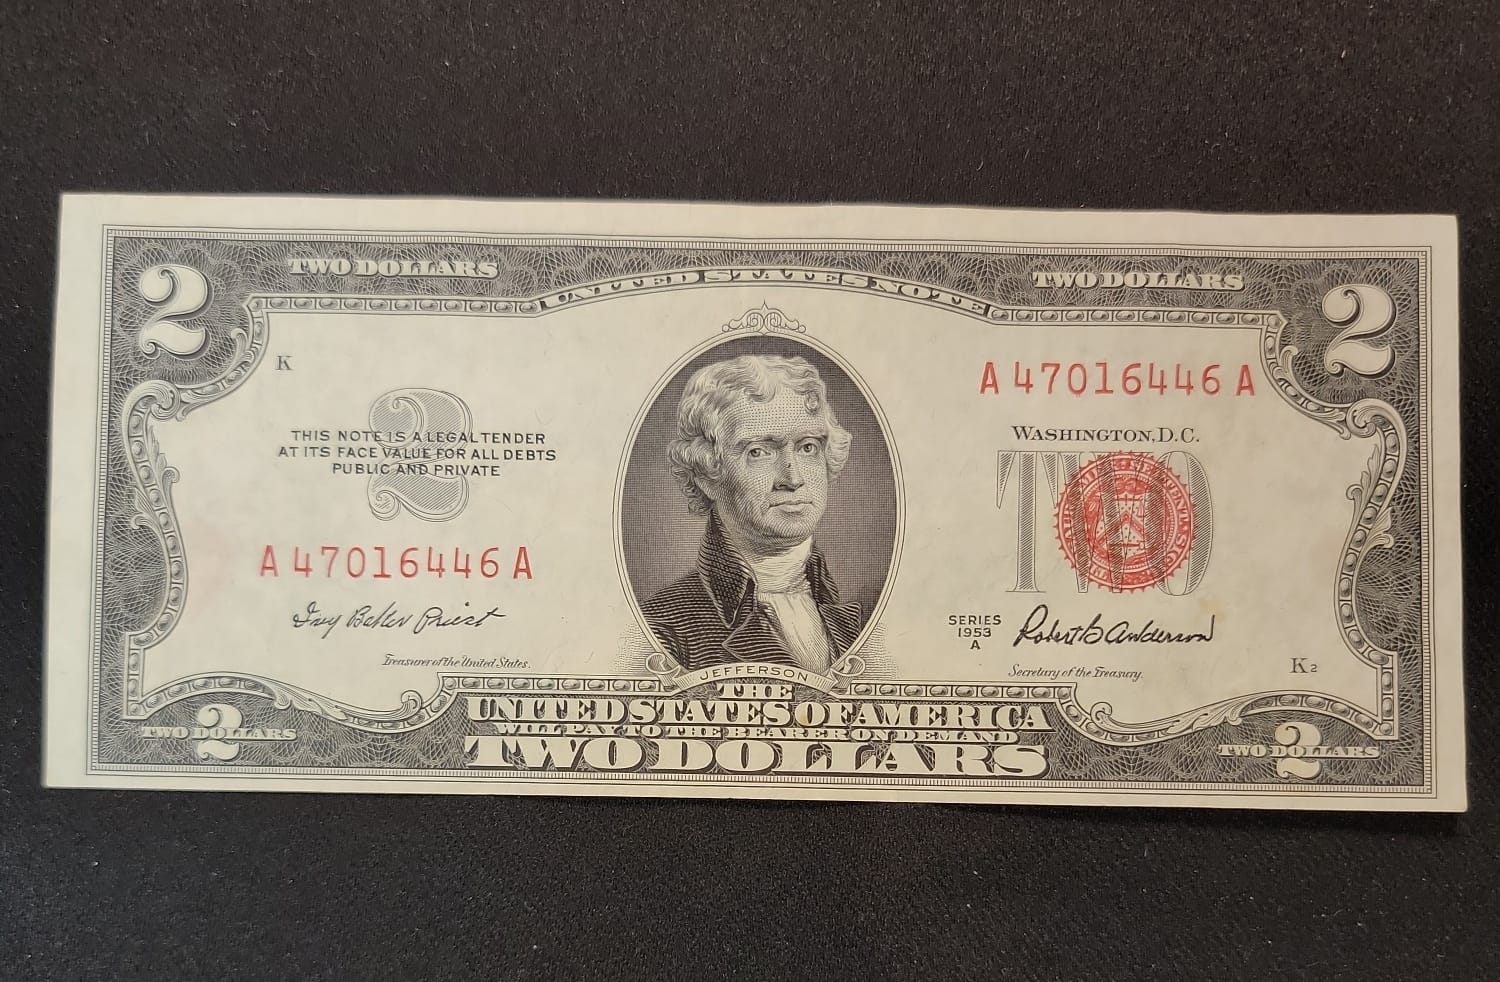 2 TWO DOLLARS UNITED STATES NOTE TWO DOLLARS 2
K
A 47016446 A
2
THIS NOTE IS A LEGAL TENDER
AT ITS FACE VALUE FOR ALL DEBTS
PUBLIC AND PRIVATE
WASHINGTON, D.C.
TWO
A 47016446 A
Ivy Baker Priest
Treasurer of the United States.
SERIES
1953
A
Robert B Anderson
Secretary of the Treasury.
K2
JEFFERSON
THE
UNITED STATES OF AMERICA
WILL PAY TO THE BEARER ON DEMAND
TWO DOLLARS
2
TWO DOLLARS
2
TWO DOLLARS